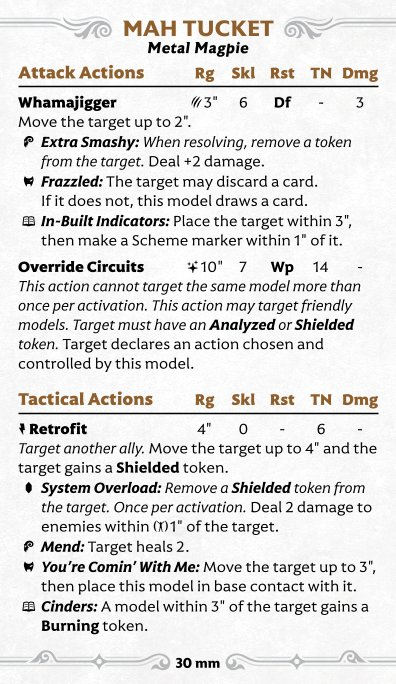 MAH TUCKET
Metal Magpie
Attack Actions Rg Skl Rst TN Dmg
Whamajigger 3" 6 Df - 3
Move the target up to 2".
Extra Smashy: When resolving, remove a token
from the target. Deal +2 damage.
Frazzled: The target may discard a card.
If it does not, this model draws a card.
In-Built Indicators: Place the target within 3",
then make a Scheme marker within 1" of it.
Override Circuits 10" 7 Wp 14 -
This action cannot target the same model more than
once per activation. This action may target friendly
models. Target must have an Analyzed or Shielded
token. Target declares an action chosen and
controlled by this model.
Tactical Actions Rg Skl Rst TN Dmg
Retrofit 4" 0 - 6 -
Target another ally. Move the target up to 4" and the
target gains a Shielded token.
System Overload: Remove a Shielded token from
the target. Once per activation. Deal 2 damage to
enemies within 1" of the target.
Mend: Target heals 2.
You're Comin' With Me: Move the target up to 3",
then place this model in base contact with it.
Cinders: A model within 3" of the target gains a
Burning token.
30 mm